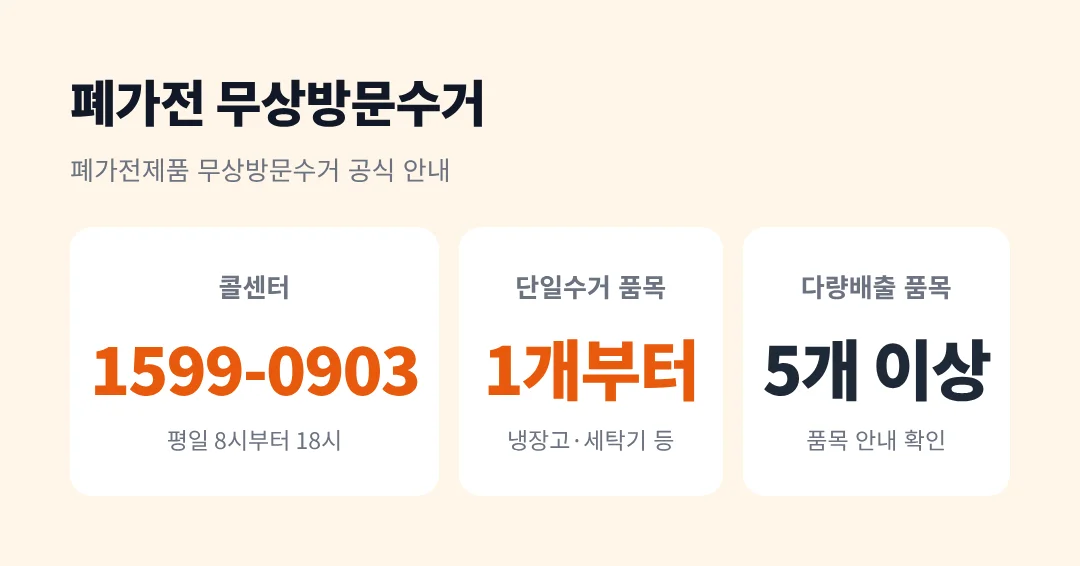 폐가전 무상방문수거
폐가전제품 무상방문수거 공식 안내
콜센터
1599-0903
평일 8시부터 18시
단일수거 품목
1개부터
냉장고·세탁기 등
다량배출 품목
5개 이상
품목 안내 확인